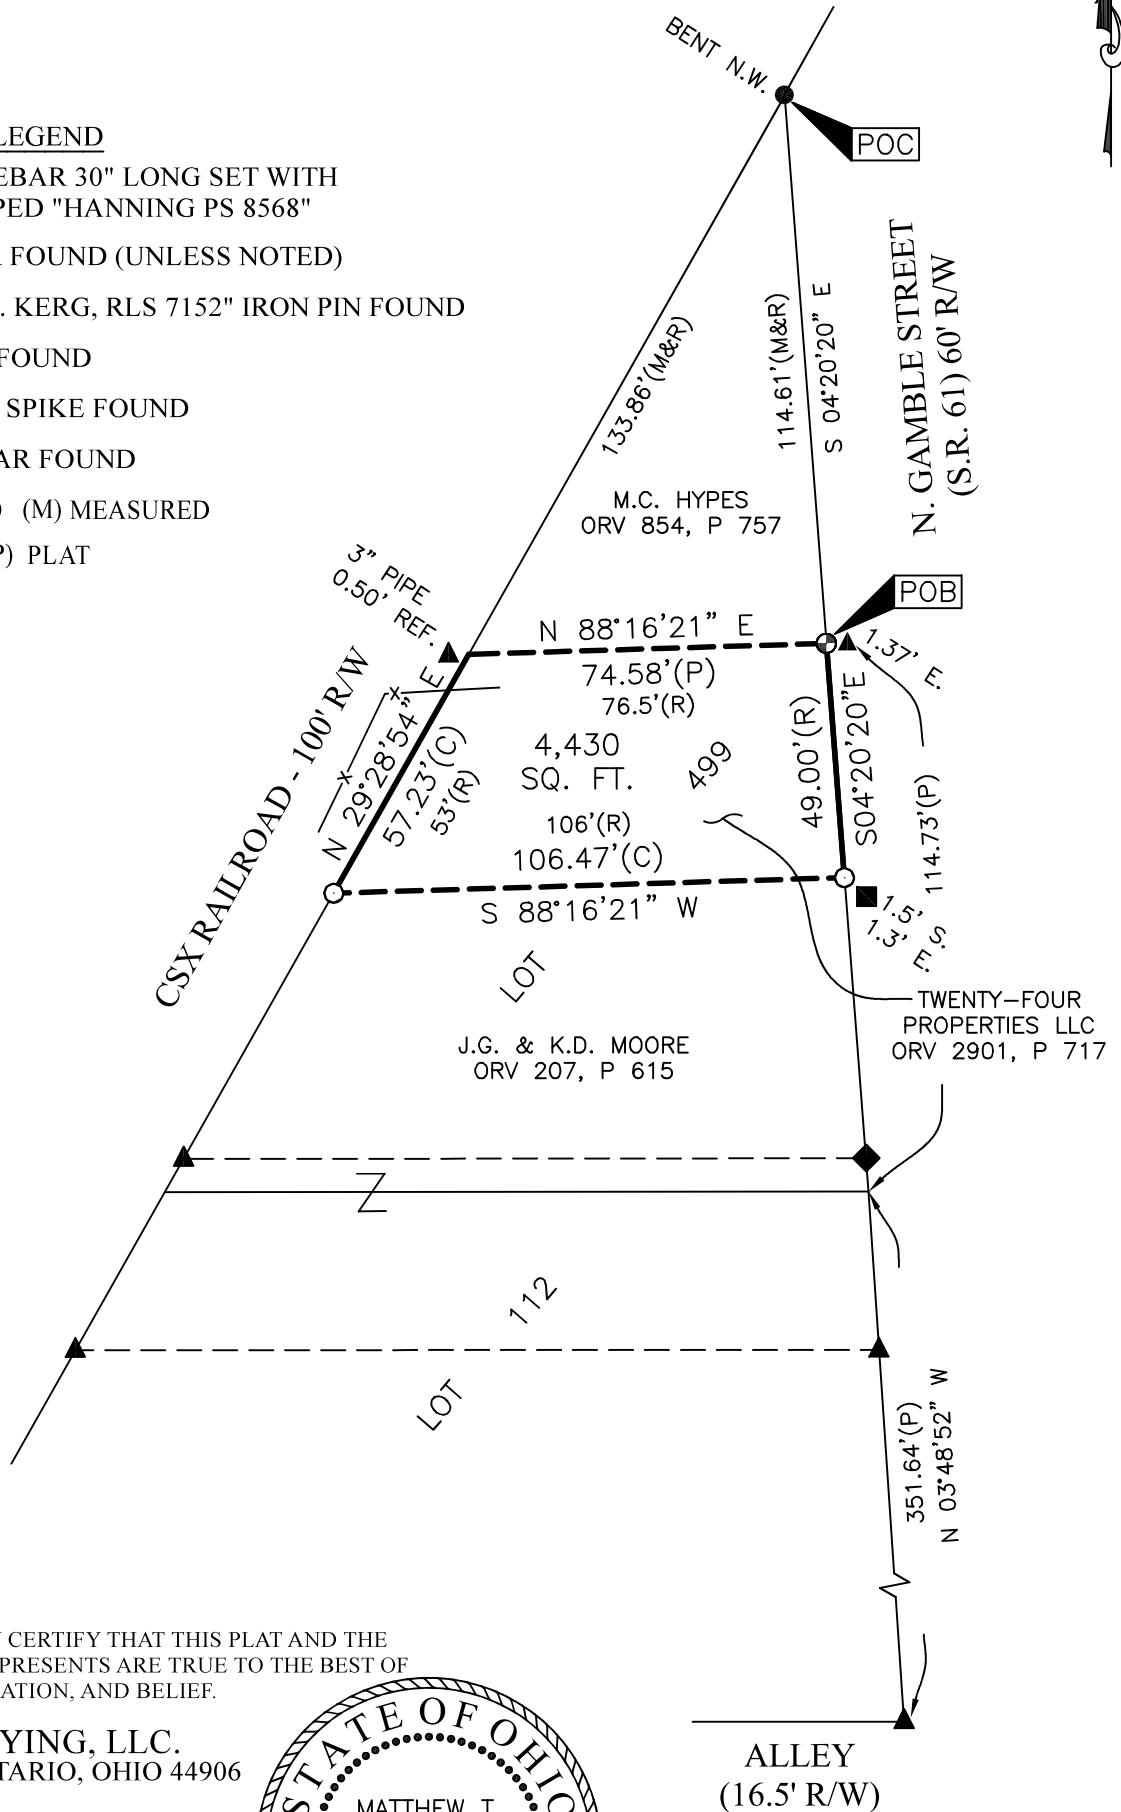 BENT N.W.
POC
LEGEND
EBAR 30" LONG SET WITH
PED "HANNING PS 8568"
FOUND (UNLESS NOTED)
. KERG, RLS 7152" IRON PIN FOUND
FOUND
SPIKE FOUND
AR FOUND
) (M) MEASURED
P) PLAT
N. GAMBLE STREET
(S.R. 61) 60' R/W
133.86'(M&R)
114.61'(M&R)
S 04°20'20" E
M.C. HYPES
ORV 854, P 757
3" PIPE
0.50' REF.
POB
1.37' E.
N 88°16'21" E
74.58'(P)
76.5'(R)
CSX RAILROAD - 100' R/W
N 29°28'54" E
57.23'(C)
53'(R)
X
X
4,430
SQ. FT.
499
49.00'(R)
S04°20'20"E
114.73'(P)
106'(R)
106.47'(C)
S 88°16'21" W
1.5' S.
1.3' E.
LOT
TWENTY-FOUR
PROPERTIES LLC
ORV 2901, P 717
J.G. & K.D. MOORE
ORV 207, P 615
Z
112
LOT
351.64'(P)
N 03°48'52" W
Y CERTIFY THAT THIS PLAT AND THE
PRESENTS ARE TRUE TO THE BEST OF
ATION, AND BELIEF.
YING, LLC.
TARIO, OHIO 44906
STATE OF OHIO
MATTHEW T.
ALLEY
(16.5' R/W)